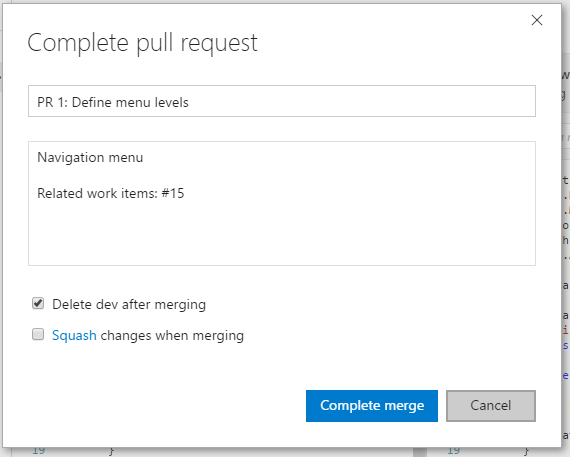 Complete pull request
PR 1: Define menu levels
Navigation menu
Related work items: #15
Delete dev after merging
Squash changes when merging
Complete merge
Cancel
19 }
19 }